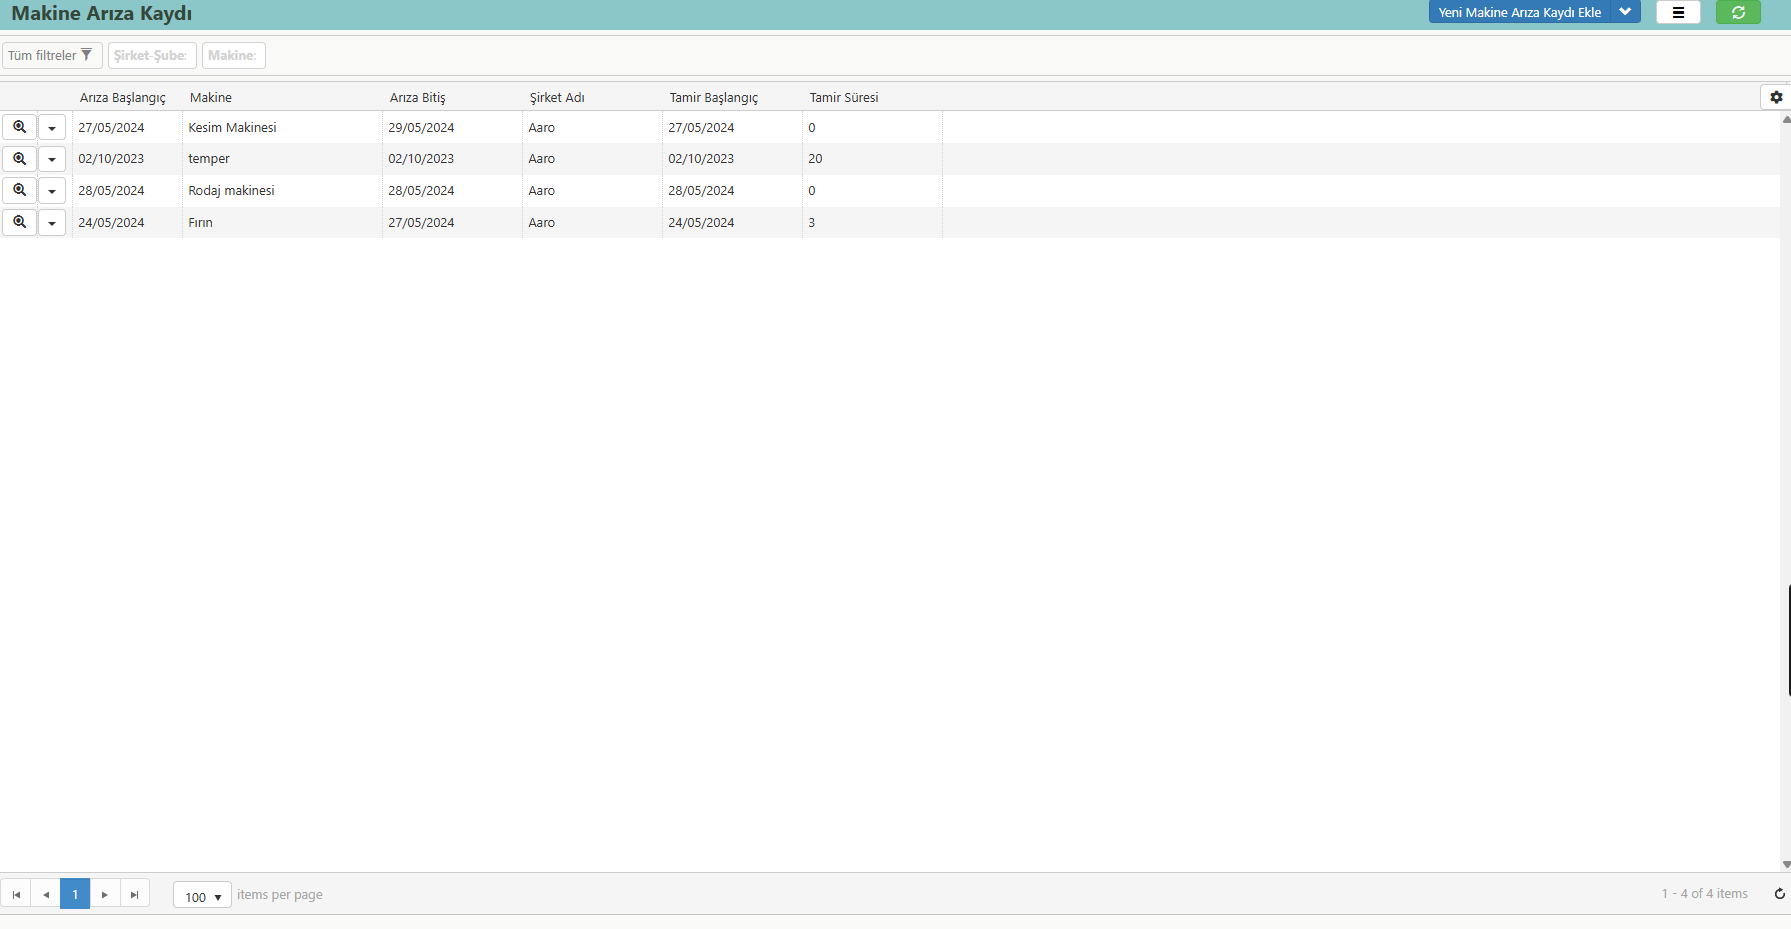 Makine Arıza Kaydı
Yeni Makine Arıza Kaydı Ekle
Tüm filtreler Şirket-Şube: Makine:
Arıza Başlangıç Makine Arıza Bitiş Şirket Adı Tamir Başlangıç Tamir Süresi
27/05/2024 Kesim Makinesi 29/05/2024 Aaro 27/05/2024 0
02/10/2023 temper 02/10/2023 Aaro 02/10/2023 20
28/05/2024 Rodaj makinesi 28/05/2024 Aaro 28/05/2024 0
24/05/2024 Fırın 27/05/2024 Aaro 24/05/2024 3
1 100 items per page 1 - 4 of 4 items